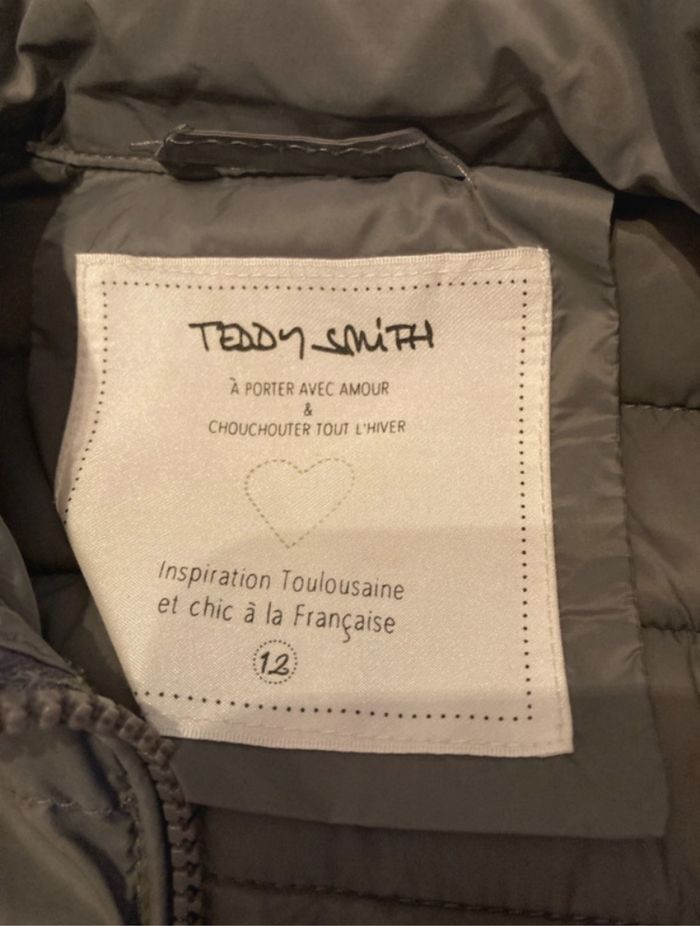 TEDDY SMiTH
À PORTER AVEC AMOUR
&
CHOUCHOUTER TOUT L'HIVER
Inspiration Toulousaine
et chic à la Française
12